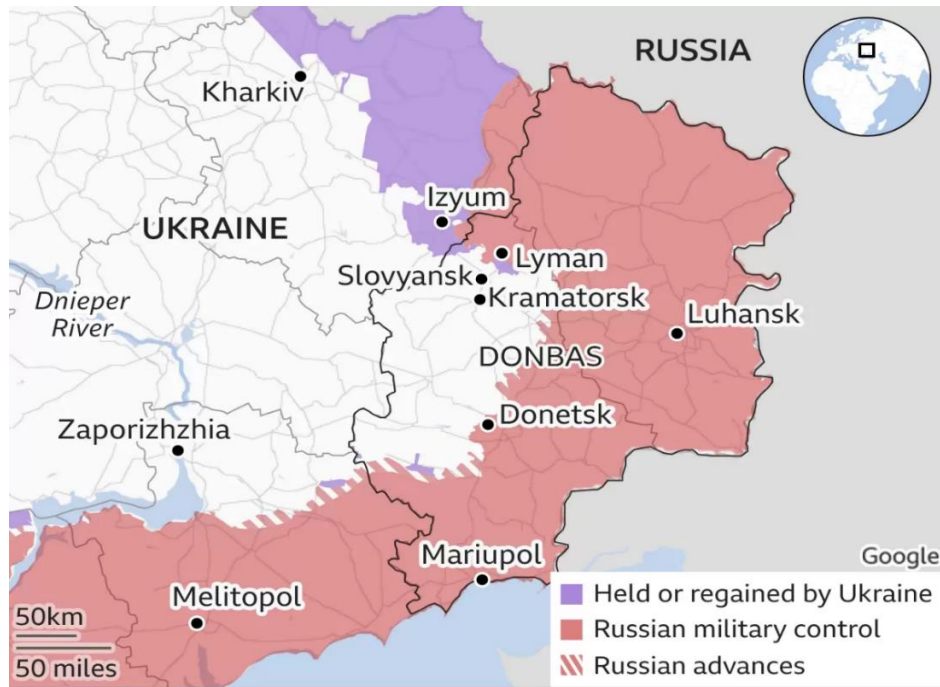 RUSSIA
Kharkiv
Izyum
UKRAINE
Lyman
Slovyansk
Kramatorsk
Dnieper
River
Luhansk
DONBAS
Donetsk
Zaporizhzhia
Mariupol
Google
Melitopol
50km
50 miles
Held or regained by Ukraine
Russian military control
Russian advances